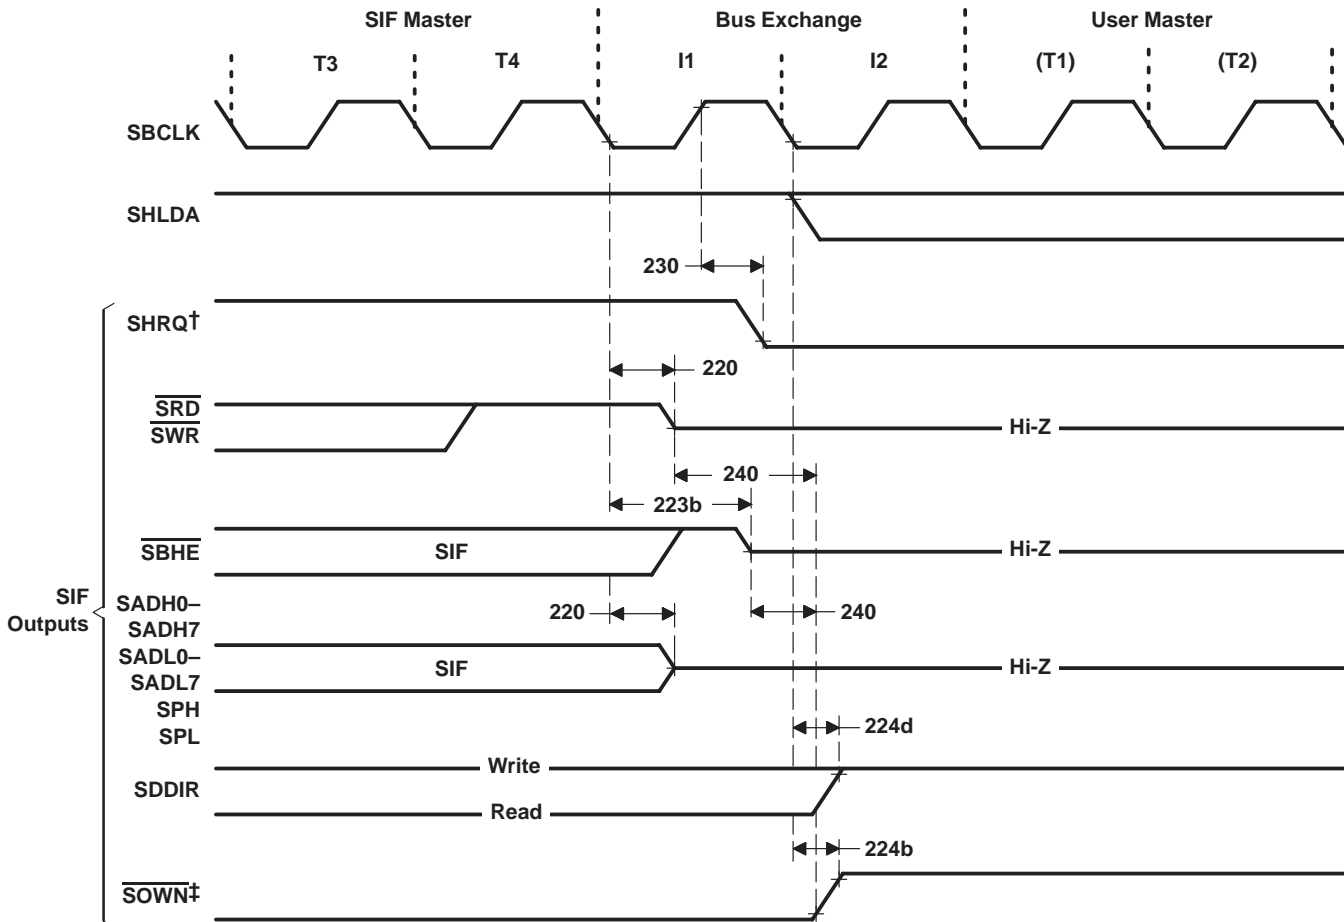 SIF Master Bus Exchange User Master
T3 T4 I1 I2 (T1) (T2)
SBCLK
SHLDA
230
SHRQ†
220
SRD
SWR
Hi-Z
240
223b
SBHE
SIF
Hi-Z
SIF
Outputs
220
240
SADH0–
SADH7
SADL0–
SADL7
SPH
SPL
SIF
Hi-Z
224d
SDDIR
Write
Read
224b
SOWN‡